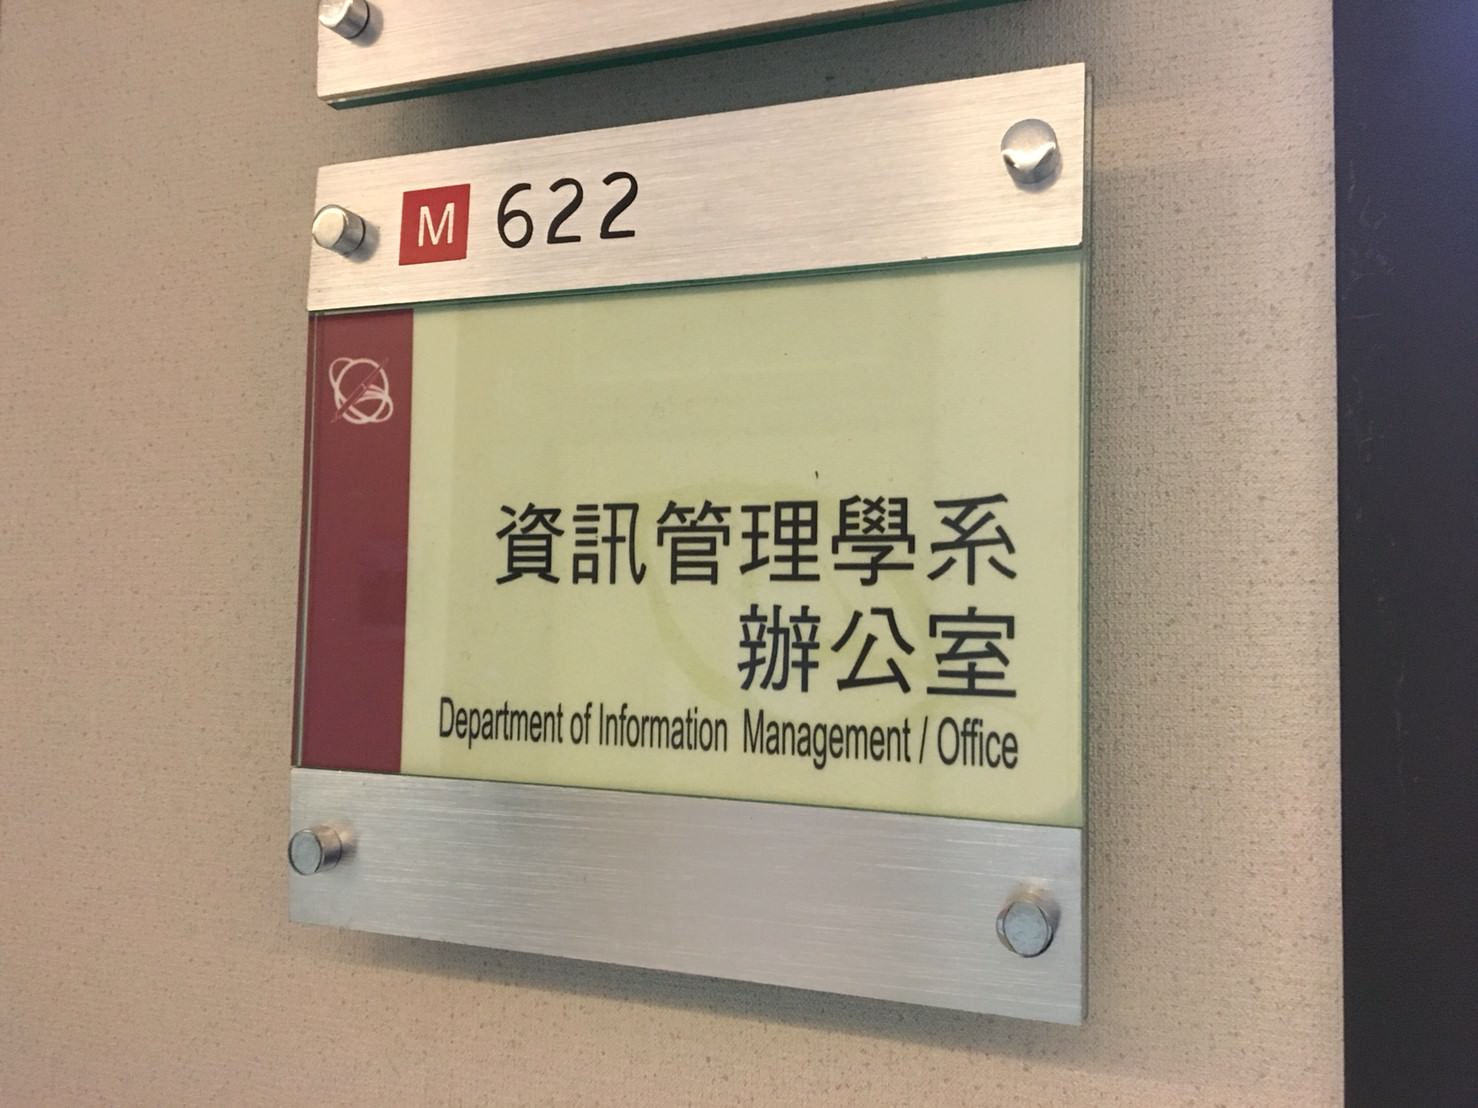 M 622
資訊管理學系
辦公室
Department of Information Management / Office